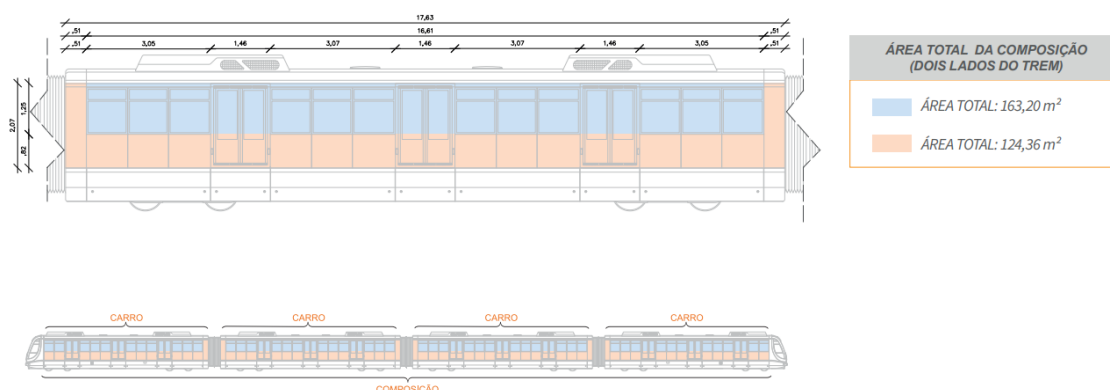 17,63
,51 16,61 ,51
,51 3,05 1,46 3,07 1,46 3,07 1,46 3,05 ,51
2,07
1,25
,82
ÁREA TOTAL DA COMPOSIÇÃO
(DOIS LADOS DO TREM)
ÁREA TOTAL: 163,20 m²
ÁREA TOTAL: 124,36 m²
CARRO CARRO CARRO CARRO
COMPOSIÇÃO